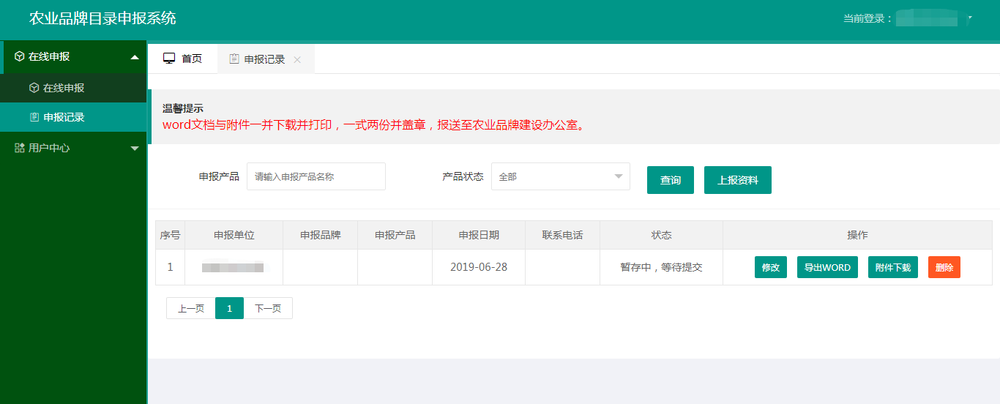 农业品牌目录申报系统
当前登录：
在线申报
在线申报
申报记录
用户中心
首页 申报记录
温馨提示
word文档与附件一并下载并打印，一式两份并盖章，报送至农业品牌建设办公室。
申报产品 请输入申报产品名称 产品状态 全部 查询 上报资料
序号 申报单位 申报品牌 申报产品 申报日期 联系电话 状态 操作
1 2019-06-28 暂存中，等待提交 修改 导出WORD 附件下载 删除
上一页 1 下一页